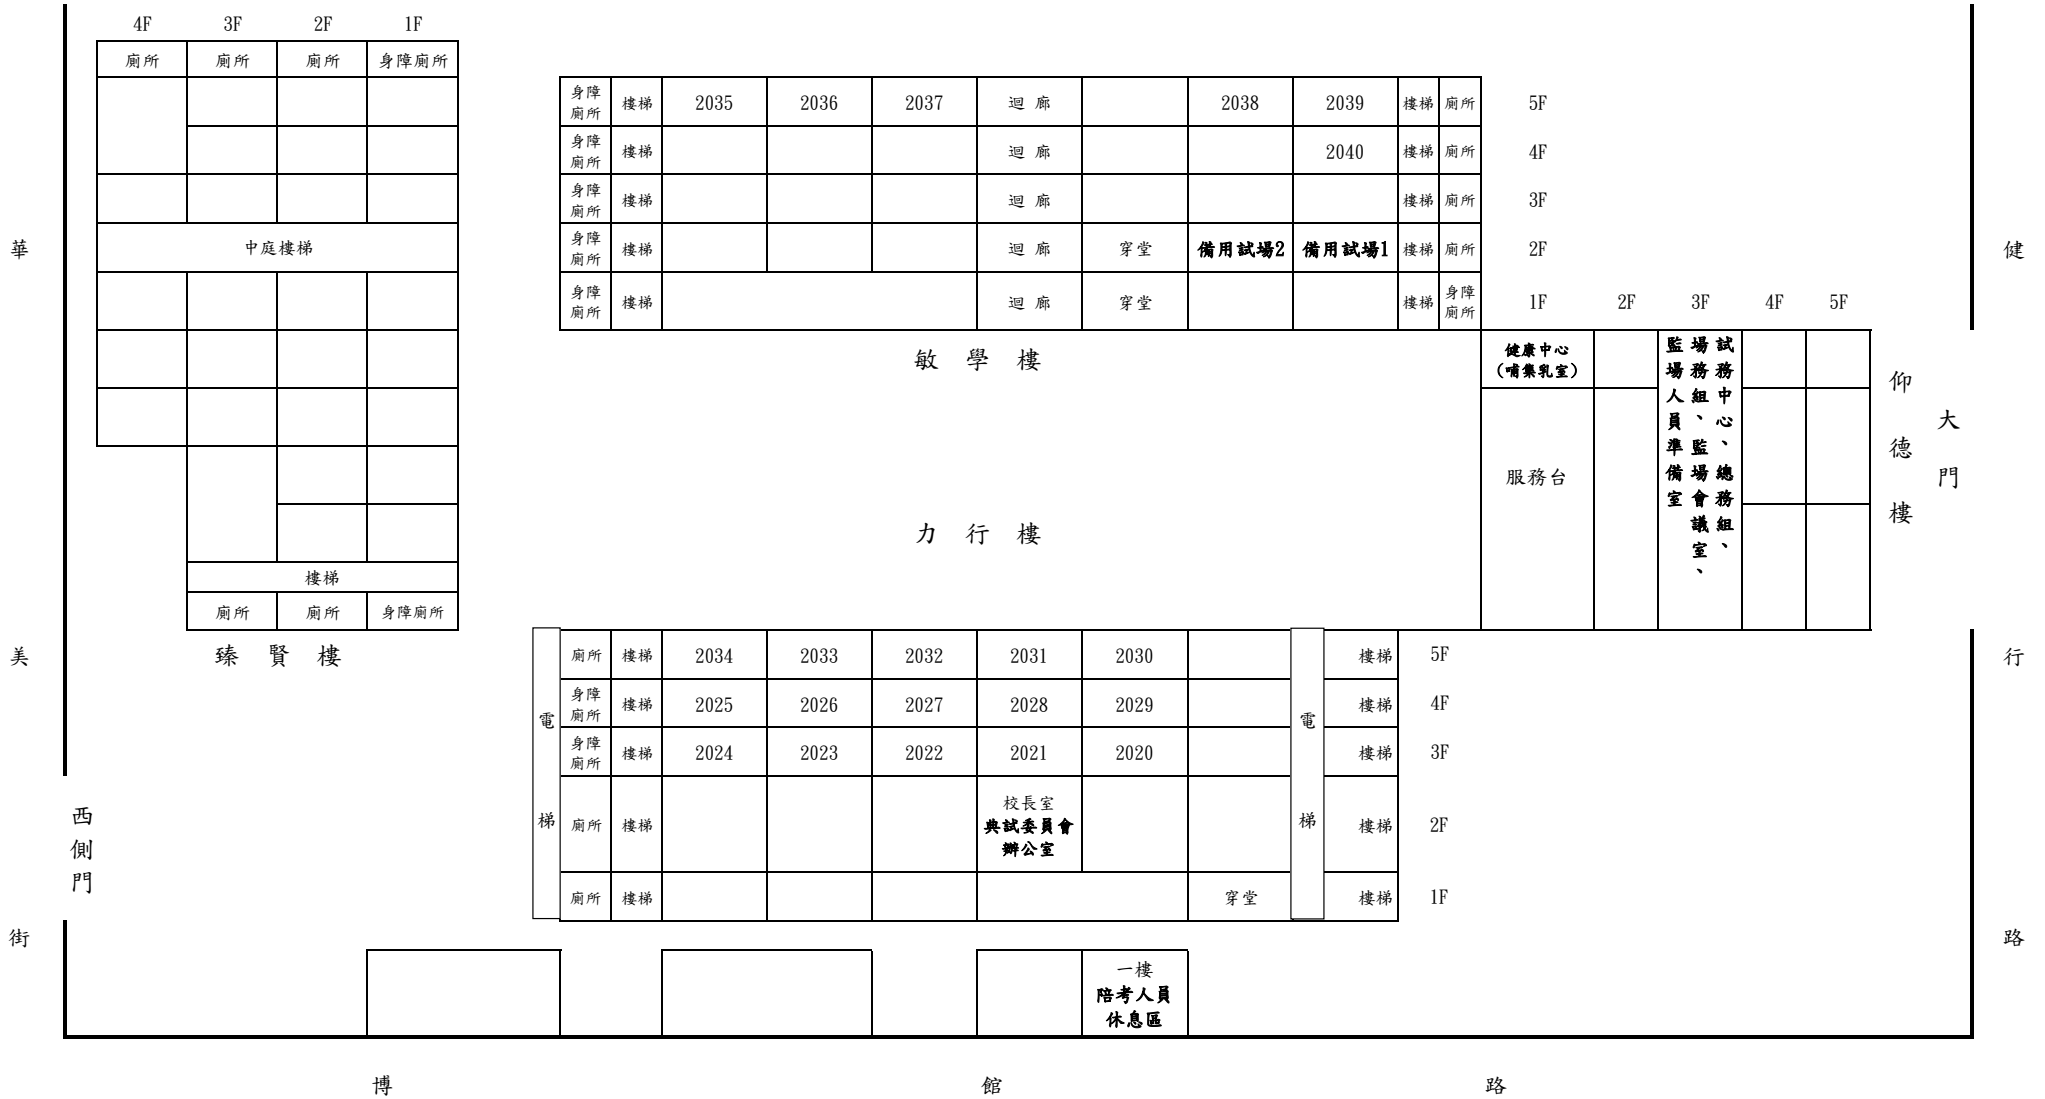 4F 3F 2F 1F
廁所 廁所 廁所 身障廁所
中庭樓梯
樓梯
廁所 廁所 身障廁所
臻 賢 樓
身障廁所 樓梯 2035 2036 2037 迴 廊 2038 2039 樓梯 廁所 5F
身障廁所 樓梯 迴 廊 2040 樓梯 廁所 4F
身障廁所 樓梯 迴 廊 樓梯 廁所 3F
身障廁所 樓梯 迴 廊 穿堂 備用試場2 備用試場1 樓梯 廁所 2F
身障廁所 樓梯 迴 廊 穿堂 樓梯 身障廁所 1F 2F 3F 4F 5F
敏 學 樓
健康中心
(哺集乳室)
服務台
試務中心、總務組、
場務組、監場會議室、
監場人員準備室
仰德樓
大門
力 行 樓
電梯
電梯
廁所 樓梯 2034 2033 2032 2031 2030 樓梯 5F
身障廁所 樓梯 2025 2026 2027 2028 2029 樓梯 4F
身障廁所 樓梯 2024 2023 2022 2021 2020 樓梯 3F
廁所 樓梯 校長室 樓梯 2F
典試委員會
辦公室
廁所 樓梯 穿堂 樓梯 1F
一樓
陪考人員
休息區
西側門
華美街
健行路
博 館 路